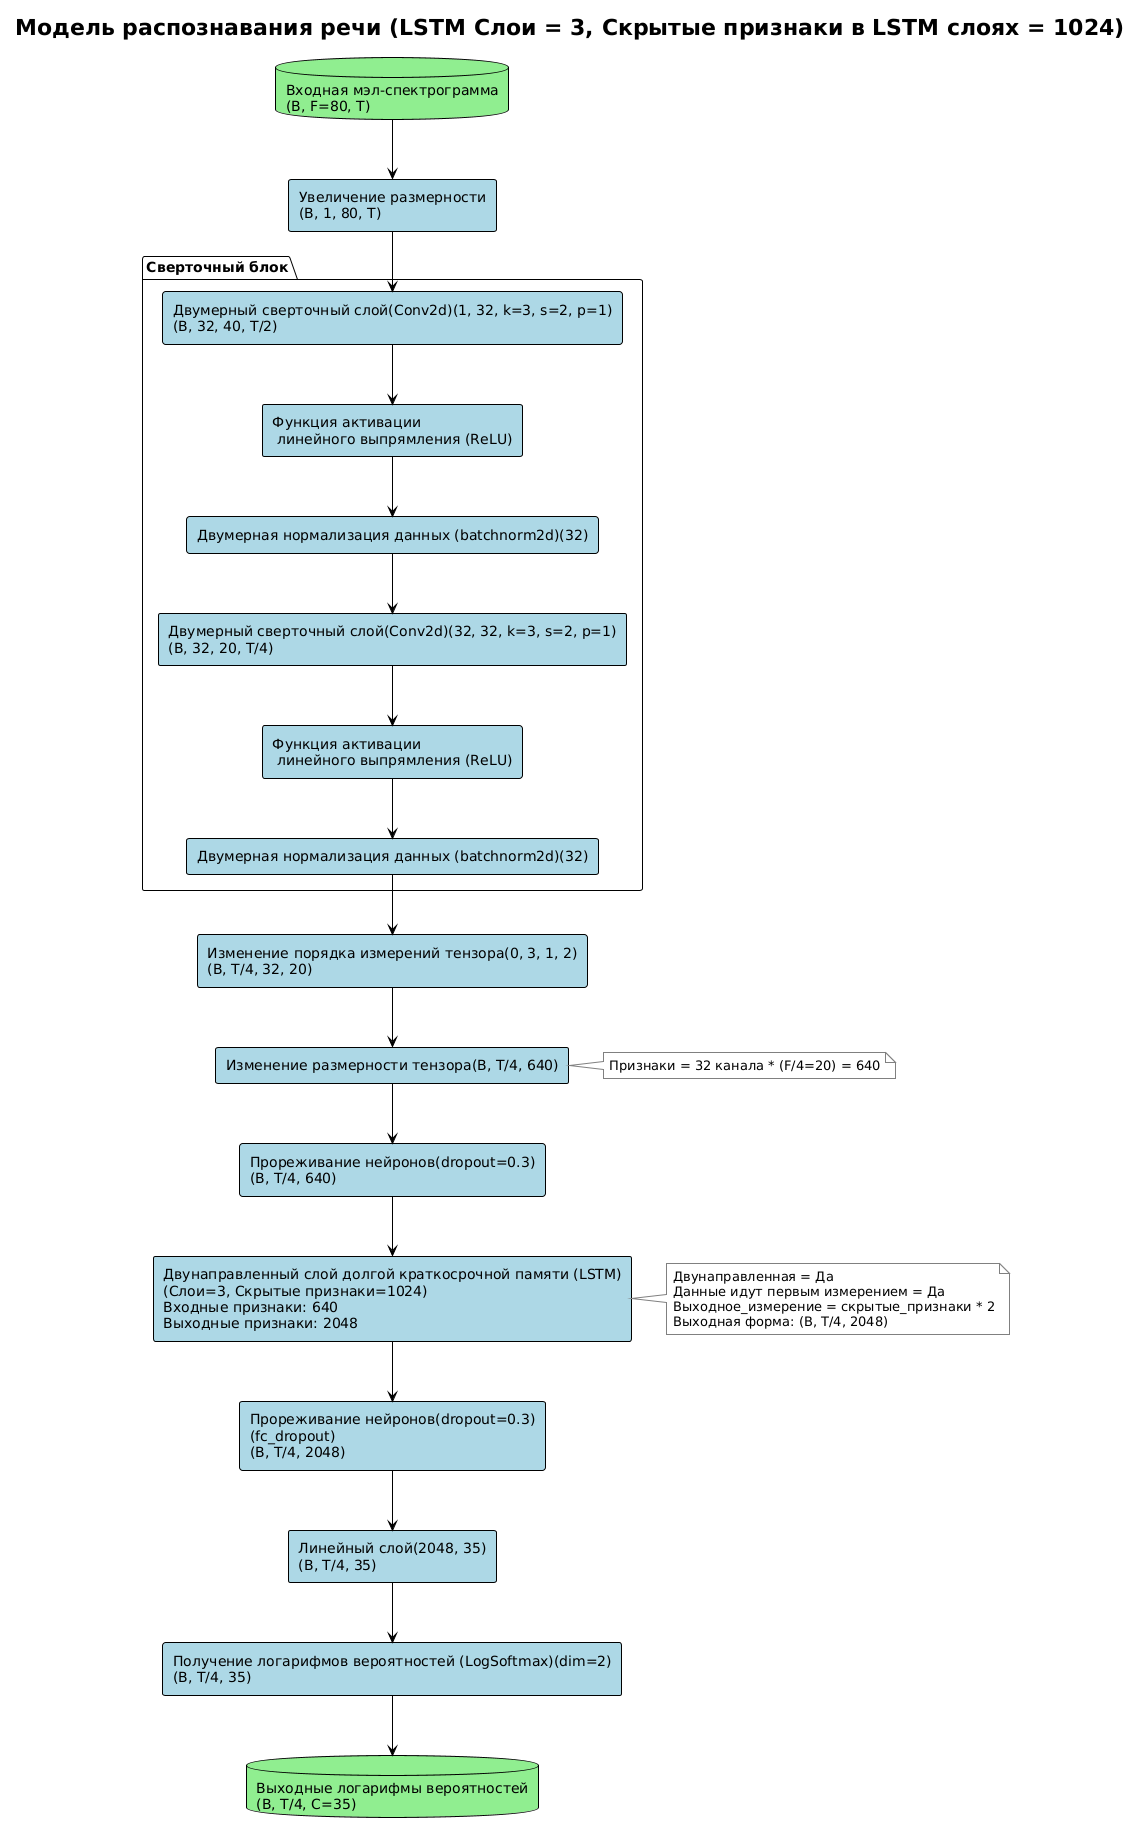 Модель распознавания речи (LSTM Слои = 3, Скрытые признаки в LSTM слоях = 1024)
Входная мэл-спектрограмма
(B, F=80, T)
Увеличение размерности
(B, 1, 80, T)
Сверточный блок
Двумерный сверточный слой(Conv2d)(1, 32, k=3, s=2, p=1)
(B, 32, 40, T/2)
Функция активации
линейного выпрямления (ReLU)
Двумерная нормализация данных (batchnorm2d)(32)
Двумерный сверточный слой(Conv2d)(32, 32, k=3, s=2, p=1)
(B, 32, 20, T/4)
Функция активации
линейного выпрямления (ReLU)
Двумерная нормализация данных (batchnorm2d)(32)
Изменение порядка измерений тензора(0, 3, 1, 2)
(B, T/4, 32, 20)
Изменение размерности тензора(B, T/4, 640)
Признаки = 32 канала * (F/4=20) = 640
Прореживание нейронов(dropout=0.3)
(B, T/4, 640)
Двунаправленный слой долгой краткосрочной памяти (LSTM)
(Слои=3, Скрытые признаки=1024)
Входные признаки: 640
Выходные признаки: 2048
Двунаправленная = Да
Данные идут первым измерением = Да
Выходное_измерение = скрытые_признаки * 2
Выходная форма: (B, T/4, 2048)
Прореживание нейронов(dropout=0.3)
(fc_dropout)
(B, T/4, 2048)
Линейный слой(2048, 35)
(B, T/4, 35)
Получение логарифмов вероятностей (LogSoftmax)(dim=2)
(B, T/4, 35)
Выходные логарифмы вероятностей
(B, T/4, C=35)